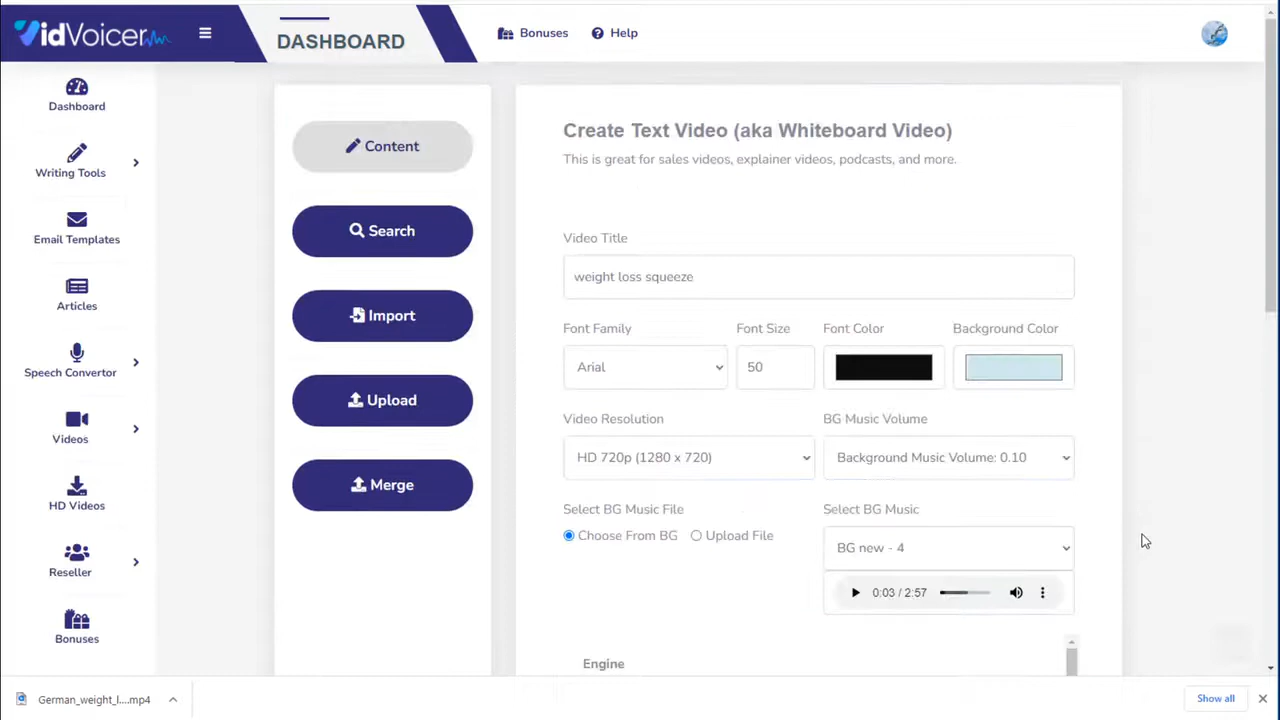 VidVoicer
DASHBOARD
Bonuses
Help
Dashboard
Writing Tools
Email Templates
Articles
Speech Convertor
Videos
HD Videos
Reseller
Bonuses
Content
Search
Import
Upload
Merge
Create Text Video (aka Whiteboard Video)
This is great for sales videos, explainer videos, podcasts, and more.
Video Title
weight loss squeeze
Font Family Font Size Font Color Background Color
Arial 50
Video Resolution BG Music Volume
HD 720p (1280 x 720) Background Music Volume: 0.10
Select BG Music File Select BG Music
Choose From BG Upload File
BG new - 4
0:03 / 2:57
Engine
German_weight_l....mp4
Show all